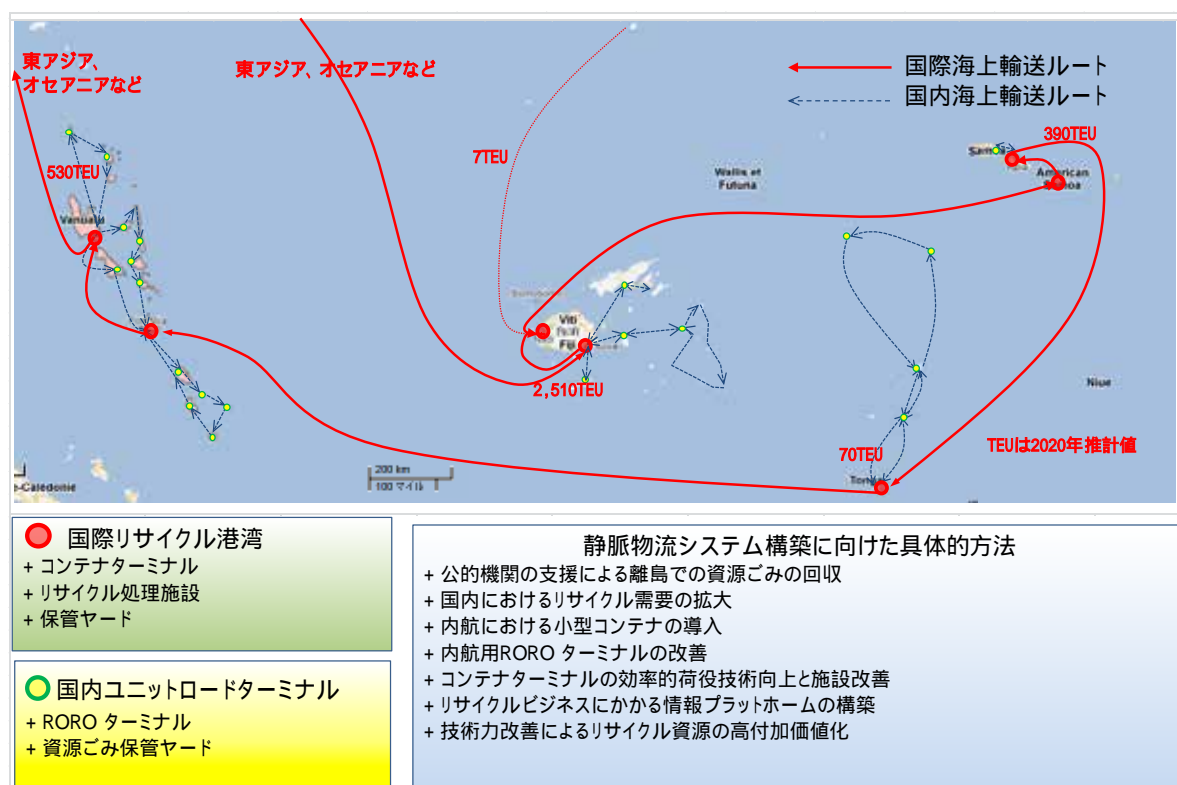 東アジア、
オセアニアなど
東アジア、オセアニアなど
国際海上輸送ルート
国内海上輸送ルート
390TEU
7TEU
530TEU
Samoa
American
Samoa
Wallis et
Futuna
Vanuatu
Viti
Fiji
2,510TEU
Niue
70TEU
TEUは2020年推計値
Tonga
200 km
100 マイル
e-Caledonie
国際リサイクル港湾
+ コンテナターミナル
+ リサイクル処理施設
+ 保管ヤード
国内ユニットロードターミナル
+ RORO ターミナル
+ 資源ごみ保管ヤード
静脈物流システム構築に向けた具体的方法
+ 公的機関の支援による離島での資源ごみの回収
+ 国内におけるリサイクル需要の拡大
+ 内航における小型コンテナの導入
+ 内航用RORO ターミナルの改善
+ コンテナターミナルの効率的荷役技術向上と施設改善
+ リサイクルビジネスにかかる情報プラットホームの構築
+ 技術力改善によるリサイクル資源の高付加価値化